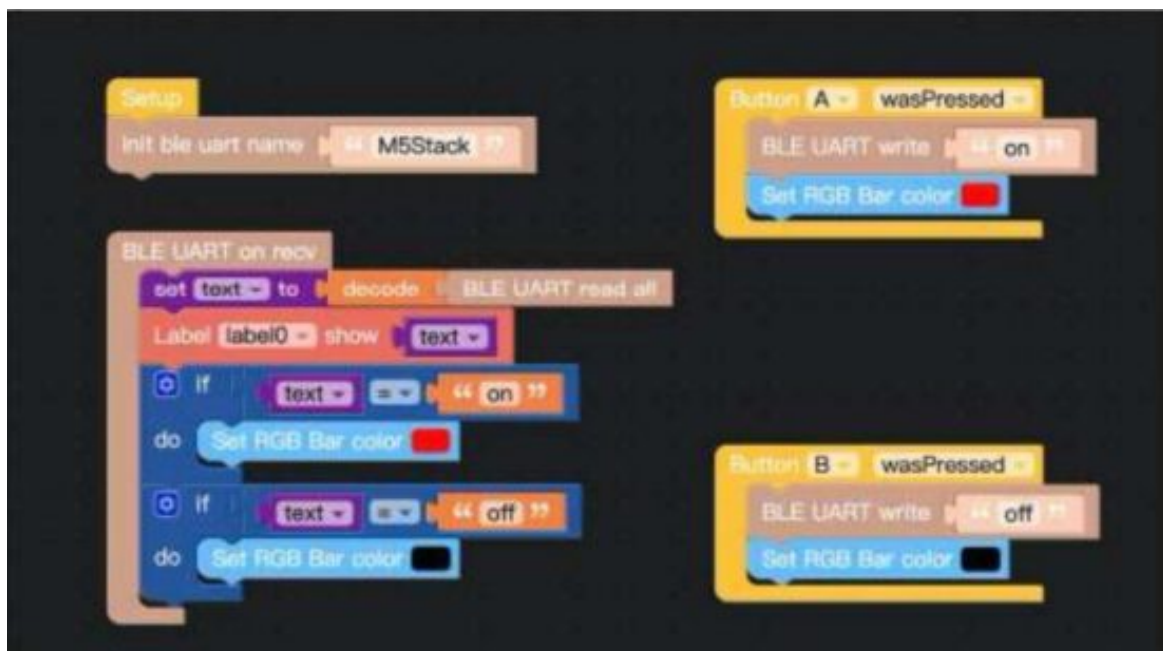 Setup
Init ble uart name “ M5Stack ”
BLE UART on recv
set text to decode BLE UART read all
Label label0 show text
if text = “ on ”
do Set RGB Bar color
if text = “ off ”
do Set RGB Bar color
Button A wasPressed
BLE UART write “ on ”
Set RGB Bar color
Button B wasPressed
BLE UART write “ off ”
Set RGB Bar color